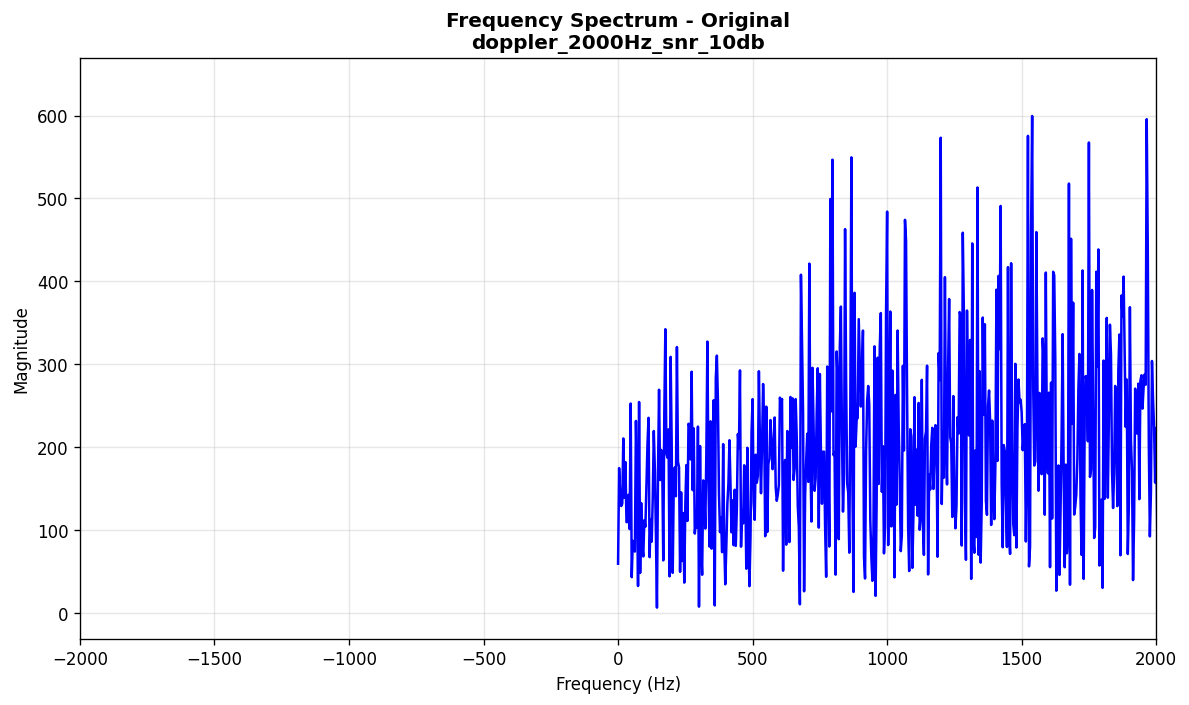 Frequency Spectrum - Original
doppler_2000Hz_snr_10db
Magnitude
600
500
400
300
200
100
0
−2000 −1500 −1000 −500 0 500 1000 1500 2000
Frequency (Hz)